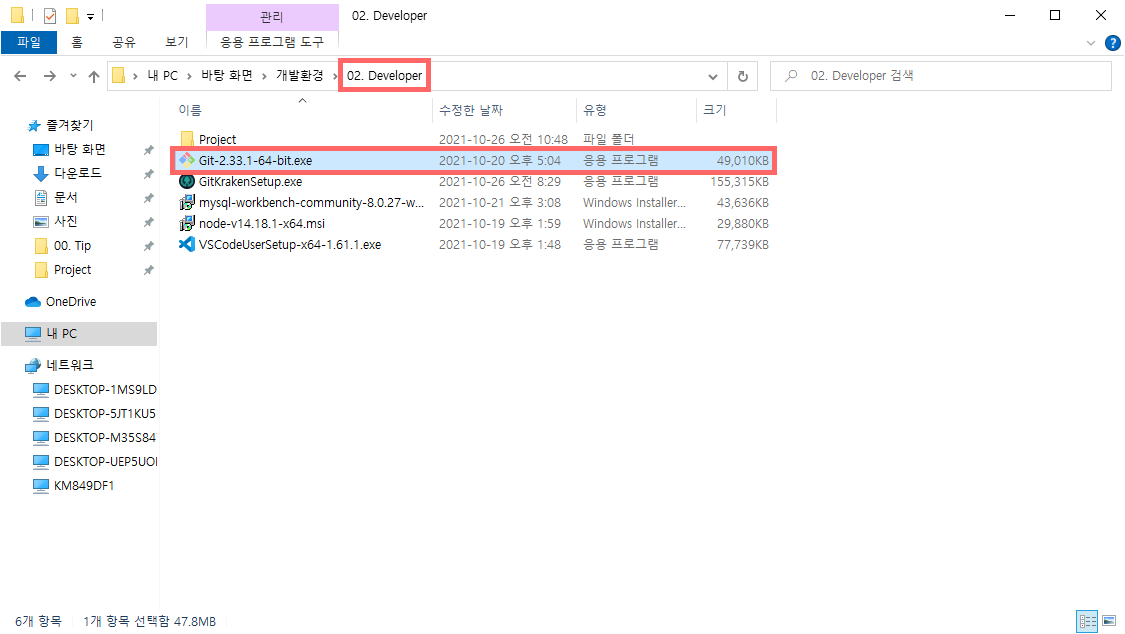 관리
02. Developer
파일
홈
공유
보기
응용 프로그램 도구
내 PC
바탕 화면
개발환경
02. Developer
02. Developer 검색
이름
수정한 날짜
유형
크기
Project 2021-10-26 오전 10:48 파일 폴더
Git-2.33.1-64-bit.exe 2021-10-20 오후 5:04 응용 프로그램 49,010KB
GitKrakenSetup.exe 2021-10-26 오전 8:29 응용 프로그램 155,315KB
mysql-workbench-community-8.0.27-w... 2021-10-21 오후 3:08 Windows Installer... 43,636KB
node-v14.18.1-x64.msi 2021-10-19 오후 1:59 Windows Installer... 29,880KB
VSCodeUserSetup-x64-1.61.1.exe 2021-10-19 오후 1:48 응용 프로그램 77,739KB
즐겨찾기
바탕 화면
다운로드
문서
사진
00. Tip
Project
OneDrive
내 PC
네트워크
DESKTOP-1MS9LD
DESKTOP-5JT1KU5
DESKTOP-M35S84
DESKTOP-UEP5UO
KM849DF1
6개 항목
1개 항목 선택함 47.8MB